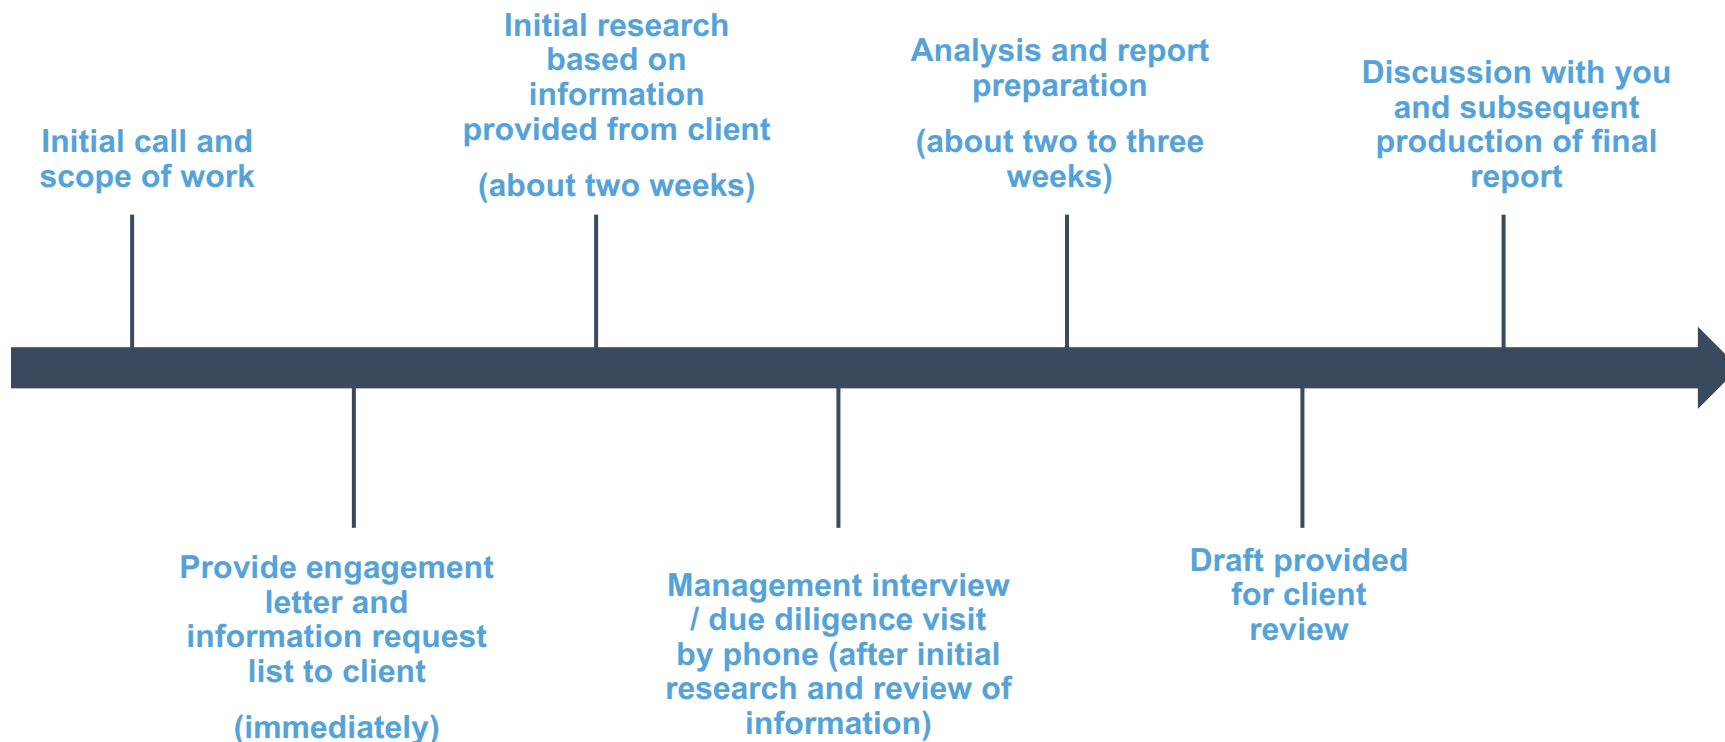 Initial call and
scope of work
Provide engagement
letter and
information request
list to client
(immediately)
Initial research
based on
information
provided from client
(about two weeks)
Management interview
/ due diligence visit
by phone (after initial
research and review of
information)
Analysis and report
preparation
(about two to three
weeks)
Draft provided
for client
review
Discussion with you
and subsequent
production of final
report